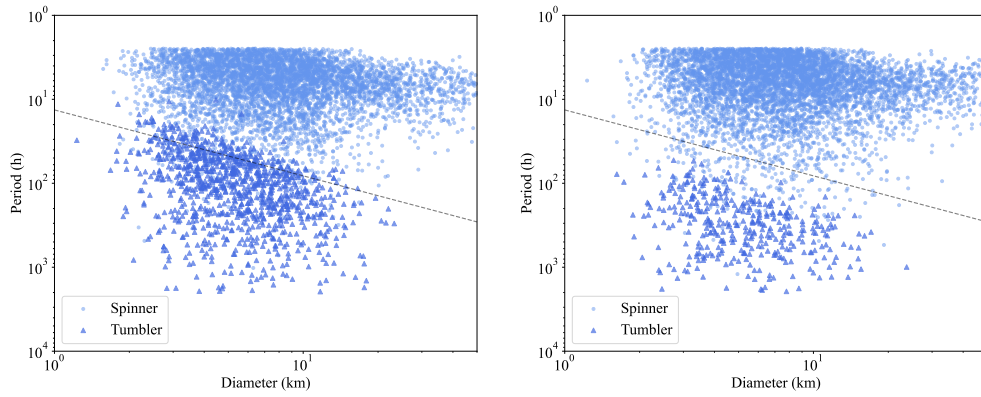 10^0
10^1
10^2
10^3
10^4
Period (h)
Spinner
Tumbler
10^0
10^1
Diameter (km)
10^0
10^1
10^2
10^3
10^4
Period (h)
Spinner
Tumbler
10^0
10^1
Diameter (km)